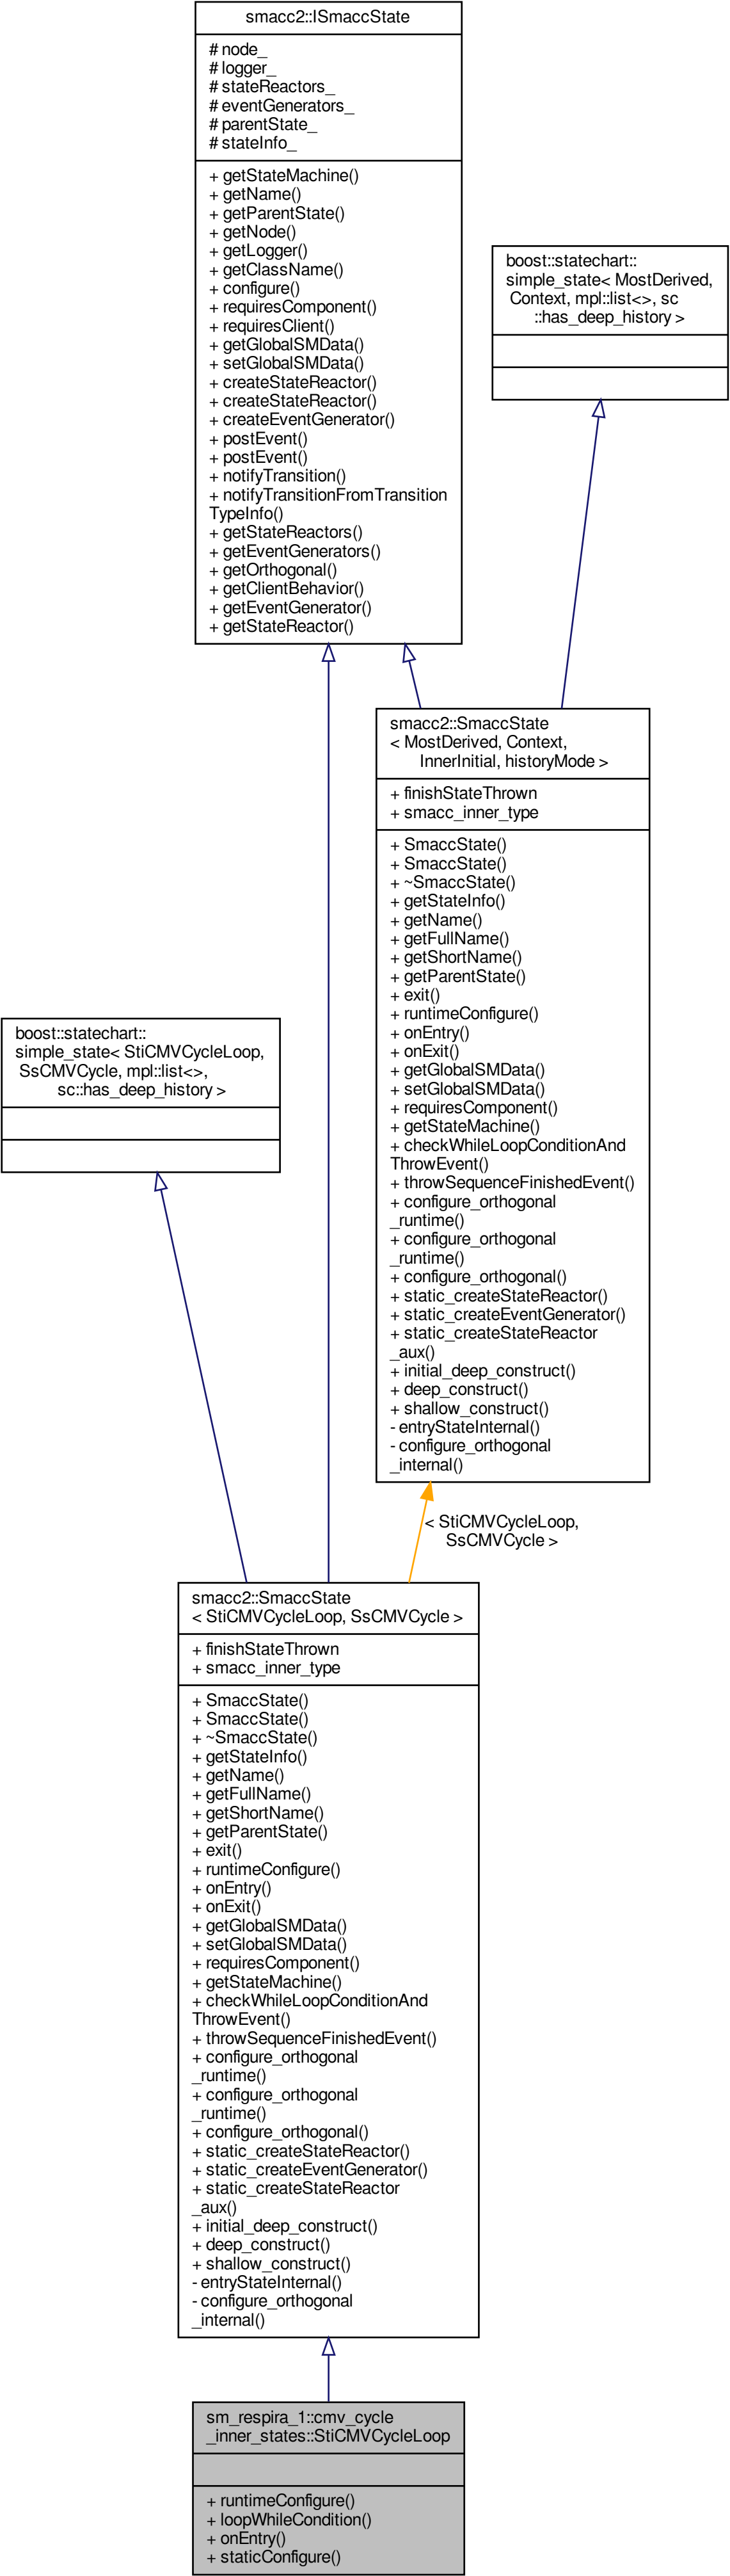 smacc2::ISmaccState
# node_
# logger_
# stateReactors_
# eventGenerators_
# parentState_
# stateInfo_
+ getStateMachine()
+ getName()
+ getParentState()
+ getNode()
+ getLogger()
+ getClassName()
+ configure()
+ requiresComponent()
+ requiresClient()
+ getGlobalSMData()
+ setGlobalSMData()
+ createStateReactor()
+ createStateReactor()
+ createEventGenerator()
+ postEvent()
+ postEvent()
+ notifyTransition()
+ notifyTransitionFromTransition
TypeInfo()
+ getStateReactors()
+ getEventGenerators()
+ getOrthogonal()
+ getClientBehavior()
+ getEventGenerator()
+ getStateReactor()
boost::statechart::
simple_state< MostDerived,
Context, mpl::list<>, sc
::has_deep_history >
smacc2::SmaccState
< MostDerived, Context,
InnerInitial, historyMode >
+ finishStateThrown
+ smacc_inner_type
+ SmaccState()
+ SmaccState()
+ ~SmaccState()
+ getStateInfo()
+ getName()
+ getFullName()
+ getShortName()
+ getParentState()
+ exit()
+ runtimeConfigure()
+ onEntry()
+ onExit()
+ getGlobalSMData()
+ setGlobalSMData()
+ requiresComponent()
+ getStateMachine()
+ checkWhileLoopConditionAnd
ThrowEvent()
+ throwSequenceFinishedEvent()
+ configure_orthogonal
_runtime()
+ configure_orthogonal
_runtime()
+ configure_orthogonal()
+ static_createStateReactor()
+ static_createEventGenerator()
+ static_createStateReactor
_aux()
+ initial_deep_construct()
+ deep_construct()
+ shallow_construct()
- entryStateInternal()
- configure_orthogonal
_internal()
boost::statechart::
simple_state< StiCMVCycleLoop,
SsCMVCycle, mpl::list<>,
sc::has_deep_history >
< StiCMVCycleLoop,
SsCMVCycle >
smacc2::SmaccState
< StiCMVCycleLoop, SsCMVCycle >
+ finishStateThrown
+ smacc_inner_type
+ SmaccState()
+ SmaccState()
+ ~SmaccState()
+ getStateInfo()
+ getName()
+ getFullName()
+ getShortName()
+ getParentState()
+ exit()
+ runtimeConfigure()
+ onEntry()
+ onExit()
+ getGlobalSMData()
+ setGlobalSMData()
+ requiresComponent()
+ getStateMachine()
+ checkWhileLoopConditionAnd
ThrowEvent()
+ throwSequenceFinishedEvent()
+ configure_orthogonal
_runtime()
+ configure_orthogonal
_runtime()
+ configure_orthogonal()
+ static_createStateReactor()
+ static_createEventGenerator()
+ static_createStateReactor
_aux()
+ initial_deep_construct()
+ deep_construct()
+ shallow_construct()
- entryStateInternal()
- configure_orthogonal
_internal()
sm_respira_1::cmv_cycle
_inner_states::StiCMVCycleLoop
+ runtimeConfigure()
+ loopWhileCondition()
+ onEntry()
+ staticConfigure()